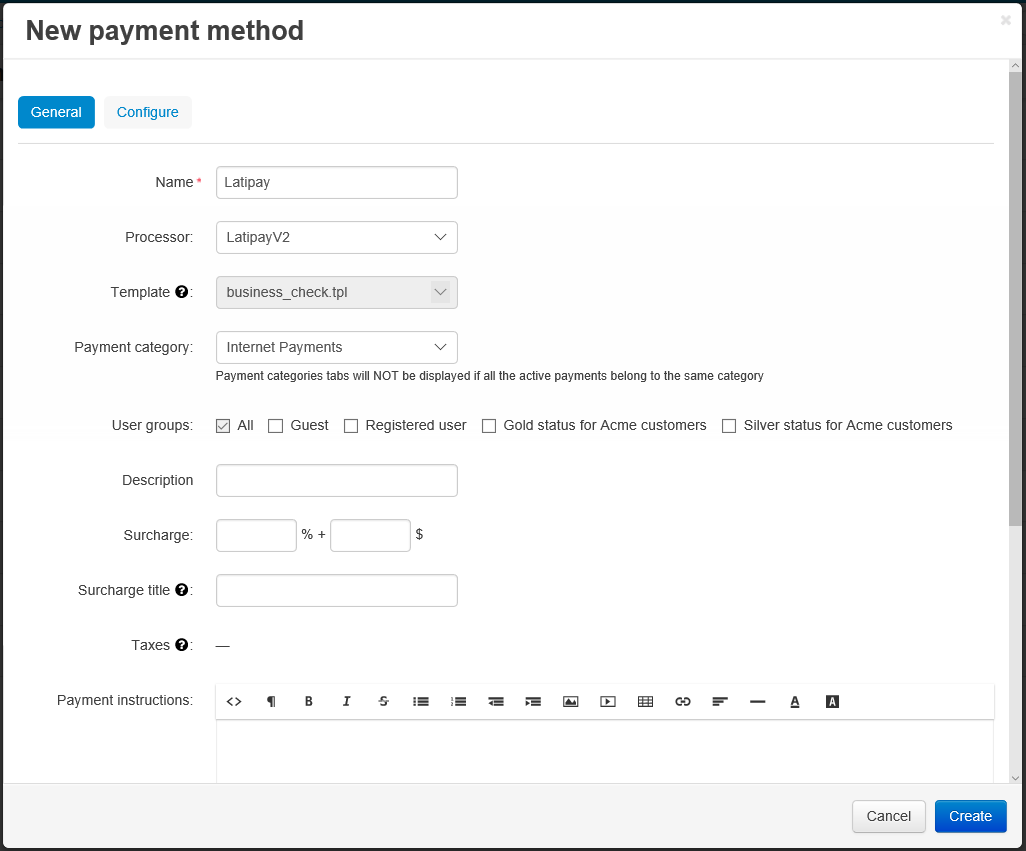 New payment method
General Configure
Name *
Latipay
Processor: LatipayV2
Template ?: business_check.tpl
Payment category: Internet Payments
Payment categories tabs will NOT be displayed if all the active payments belong to the same category
User groups: All Guest Registered user Gold status for Acme customers Silver status for Acme customers
Description
Surcharge: % + $
Surcharge title ?:
Taxes ?: —
Payment instructions: <> ¶ B I S A A
Cancel Create